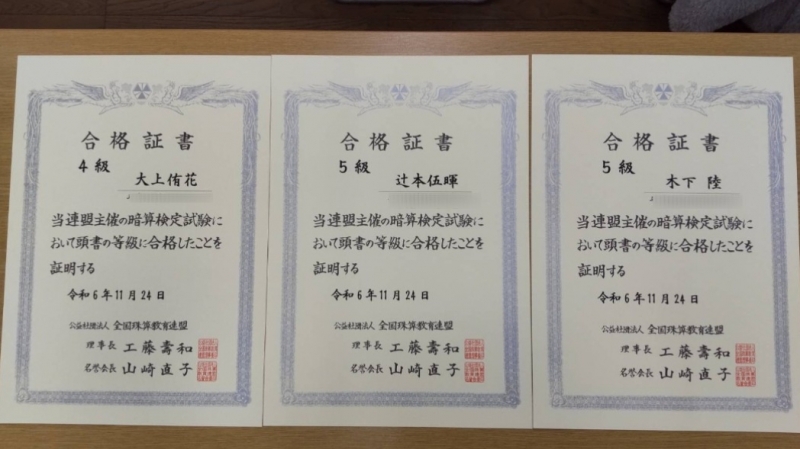 合格証書
4級
大上侑花
当連盟主催の暗算検定試験に
おいて頭書の等級に合格したことを
証明する
令和6年11月24日
公益社団法人 全国珠算教育連盟
理事長 工藤壽和
名誉会長 山崎直子
合格証書
5級
辻本伍暉
当連盟主催の暗算検定試験に
おいて頭書の等級に合格したことを
証明する
令和6年11月24日
公益社団法人 全国珠算教育連盟
理事長 工藤壽和
名誉会長 山崎直子
合格証書
5級
木下 陸
当連盟主催の暗算検定試験に
おいて頭書の等級に合格したことを
証明する
令和6年11月24日
公益社団法人 全国珠算教育連盟
理事長 工藤壽和
名誉会長 山崎直子